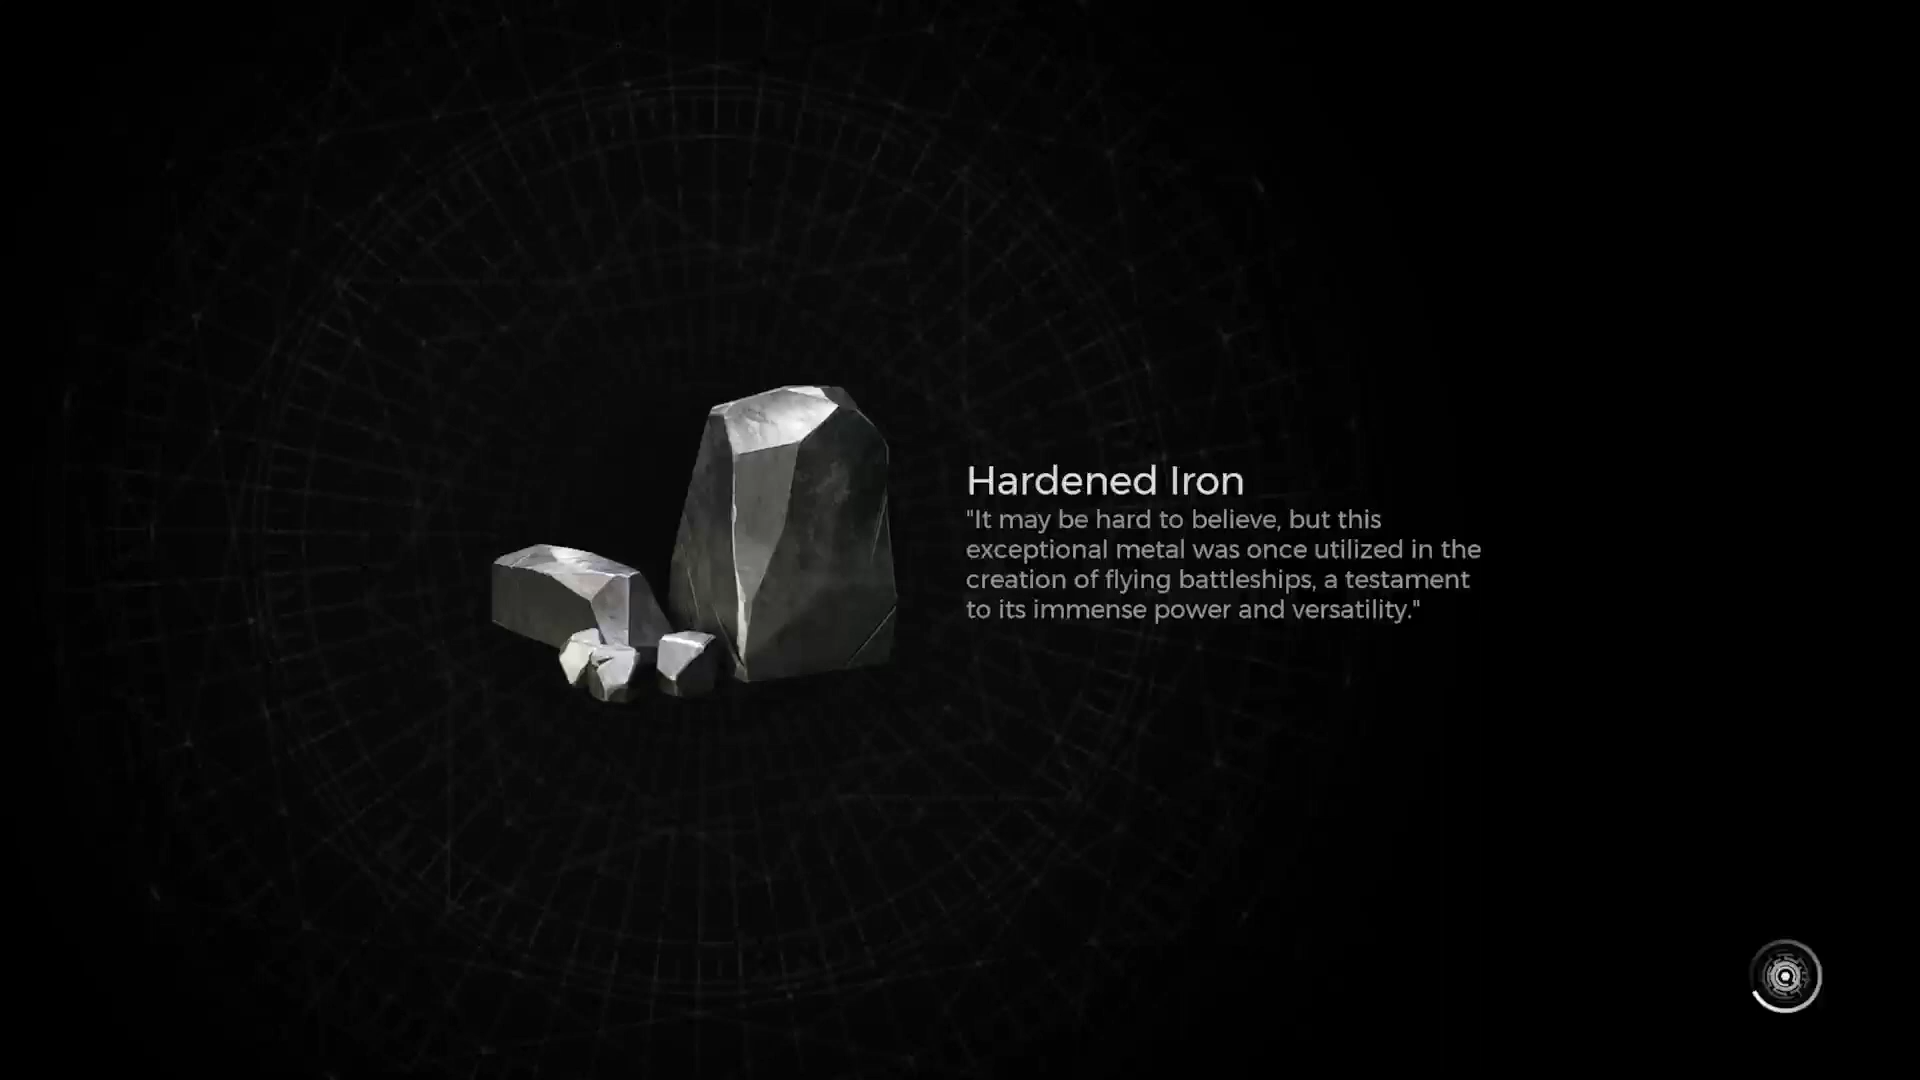 Hardened Iron
"It may be hard to believe, but this
exceptional metal was once utilized in the
creation of flying battleships, a testament
to its immense power and versatility."